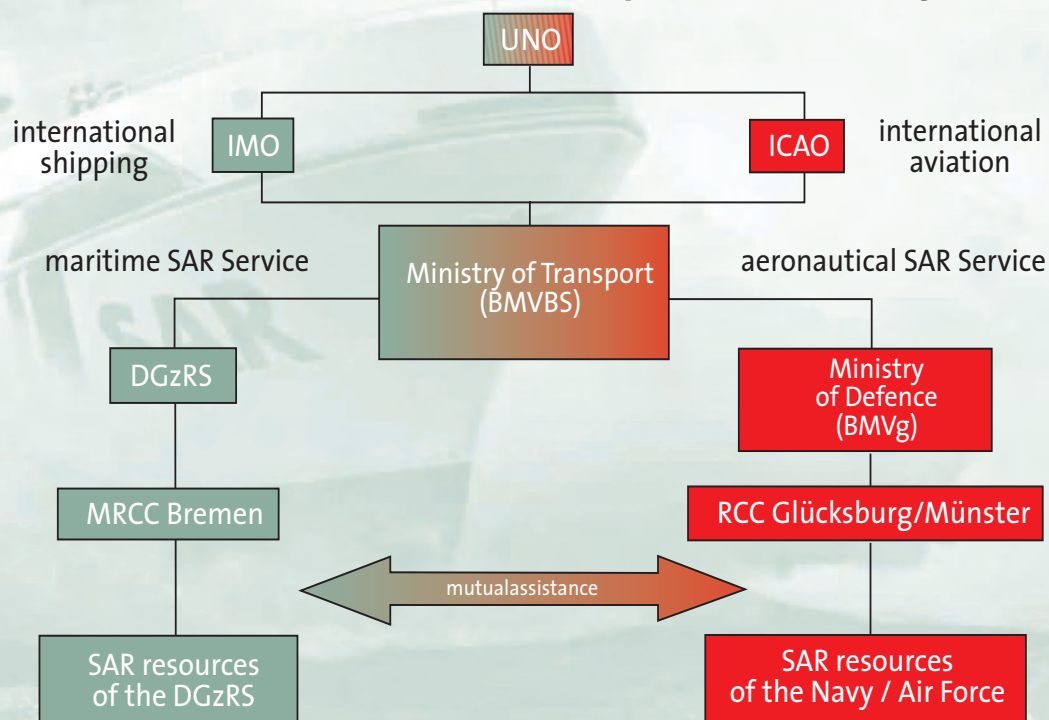 UNO
international
shipping
IMO
ICAO
international
aviation
maritime SAR Service
Ministry of Transport
(BMVBS)
aeronautical SAR Service
SAR
DGzRS
Ministry
of Defence
(BMVg)
MRCC Bremen
RCC Glücksburg/Münster
mutualassistance
SAR resources
of the DGzRS
SAR resources
of the Navy / Air Force